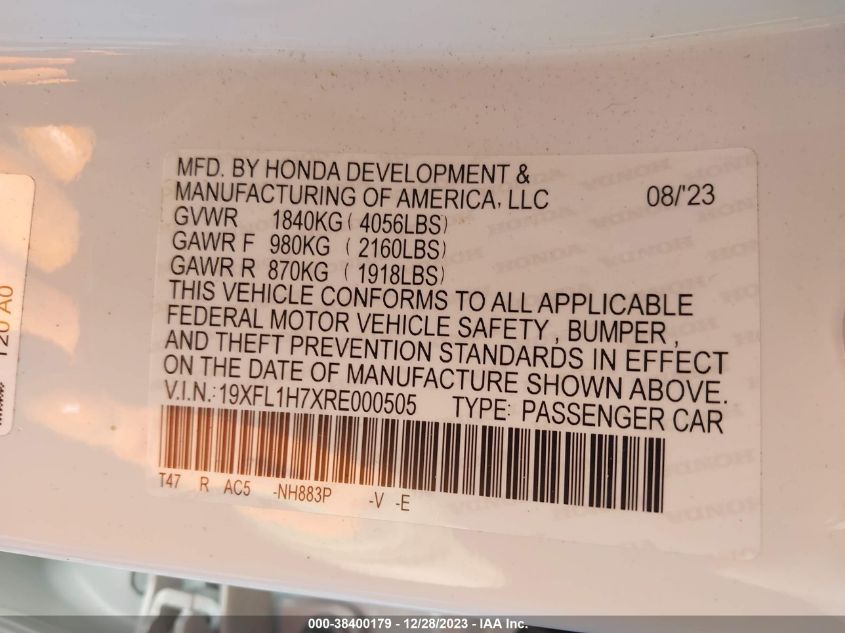 MFD. BY HONDA DEVELOPMENT &
MANUFACTURING OF AMERICA, LLC 08/'23
GVWR 1840KG ( 4056LBS)
GAWR F 980KG ( 2160LBS)
GAWR R 870KG ( 1918LBS)
THIS VEHICLE CONFORMS TO ALL APPLICABLE
FEDERAL MOTOR VEHICLE SAFETY , BUMPER ,
AND THEFT PREVENTION STANDARDS IN EFFECT
ON THE DATE OF MANUFACTURE SHOWN ABOVE.
V.I.N.: 19XFL1H7XRE000505 TYPE: PASSENGER CAR
T47 R AC5 -NH883P -V -E
120 A0
000-38400179 - 12/28/2023 - IAA Inc.